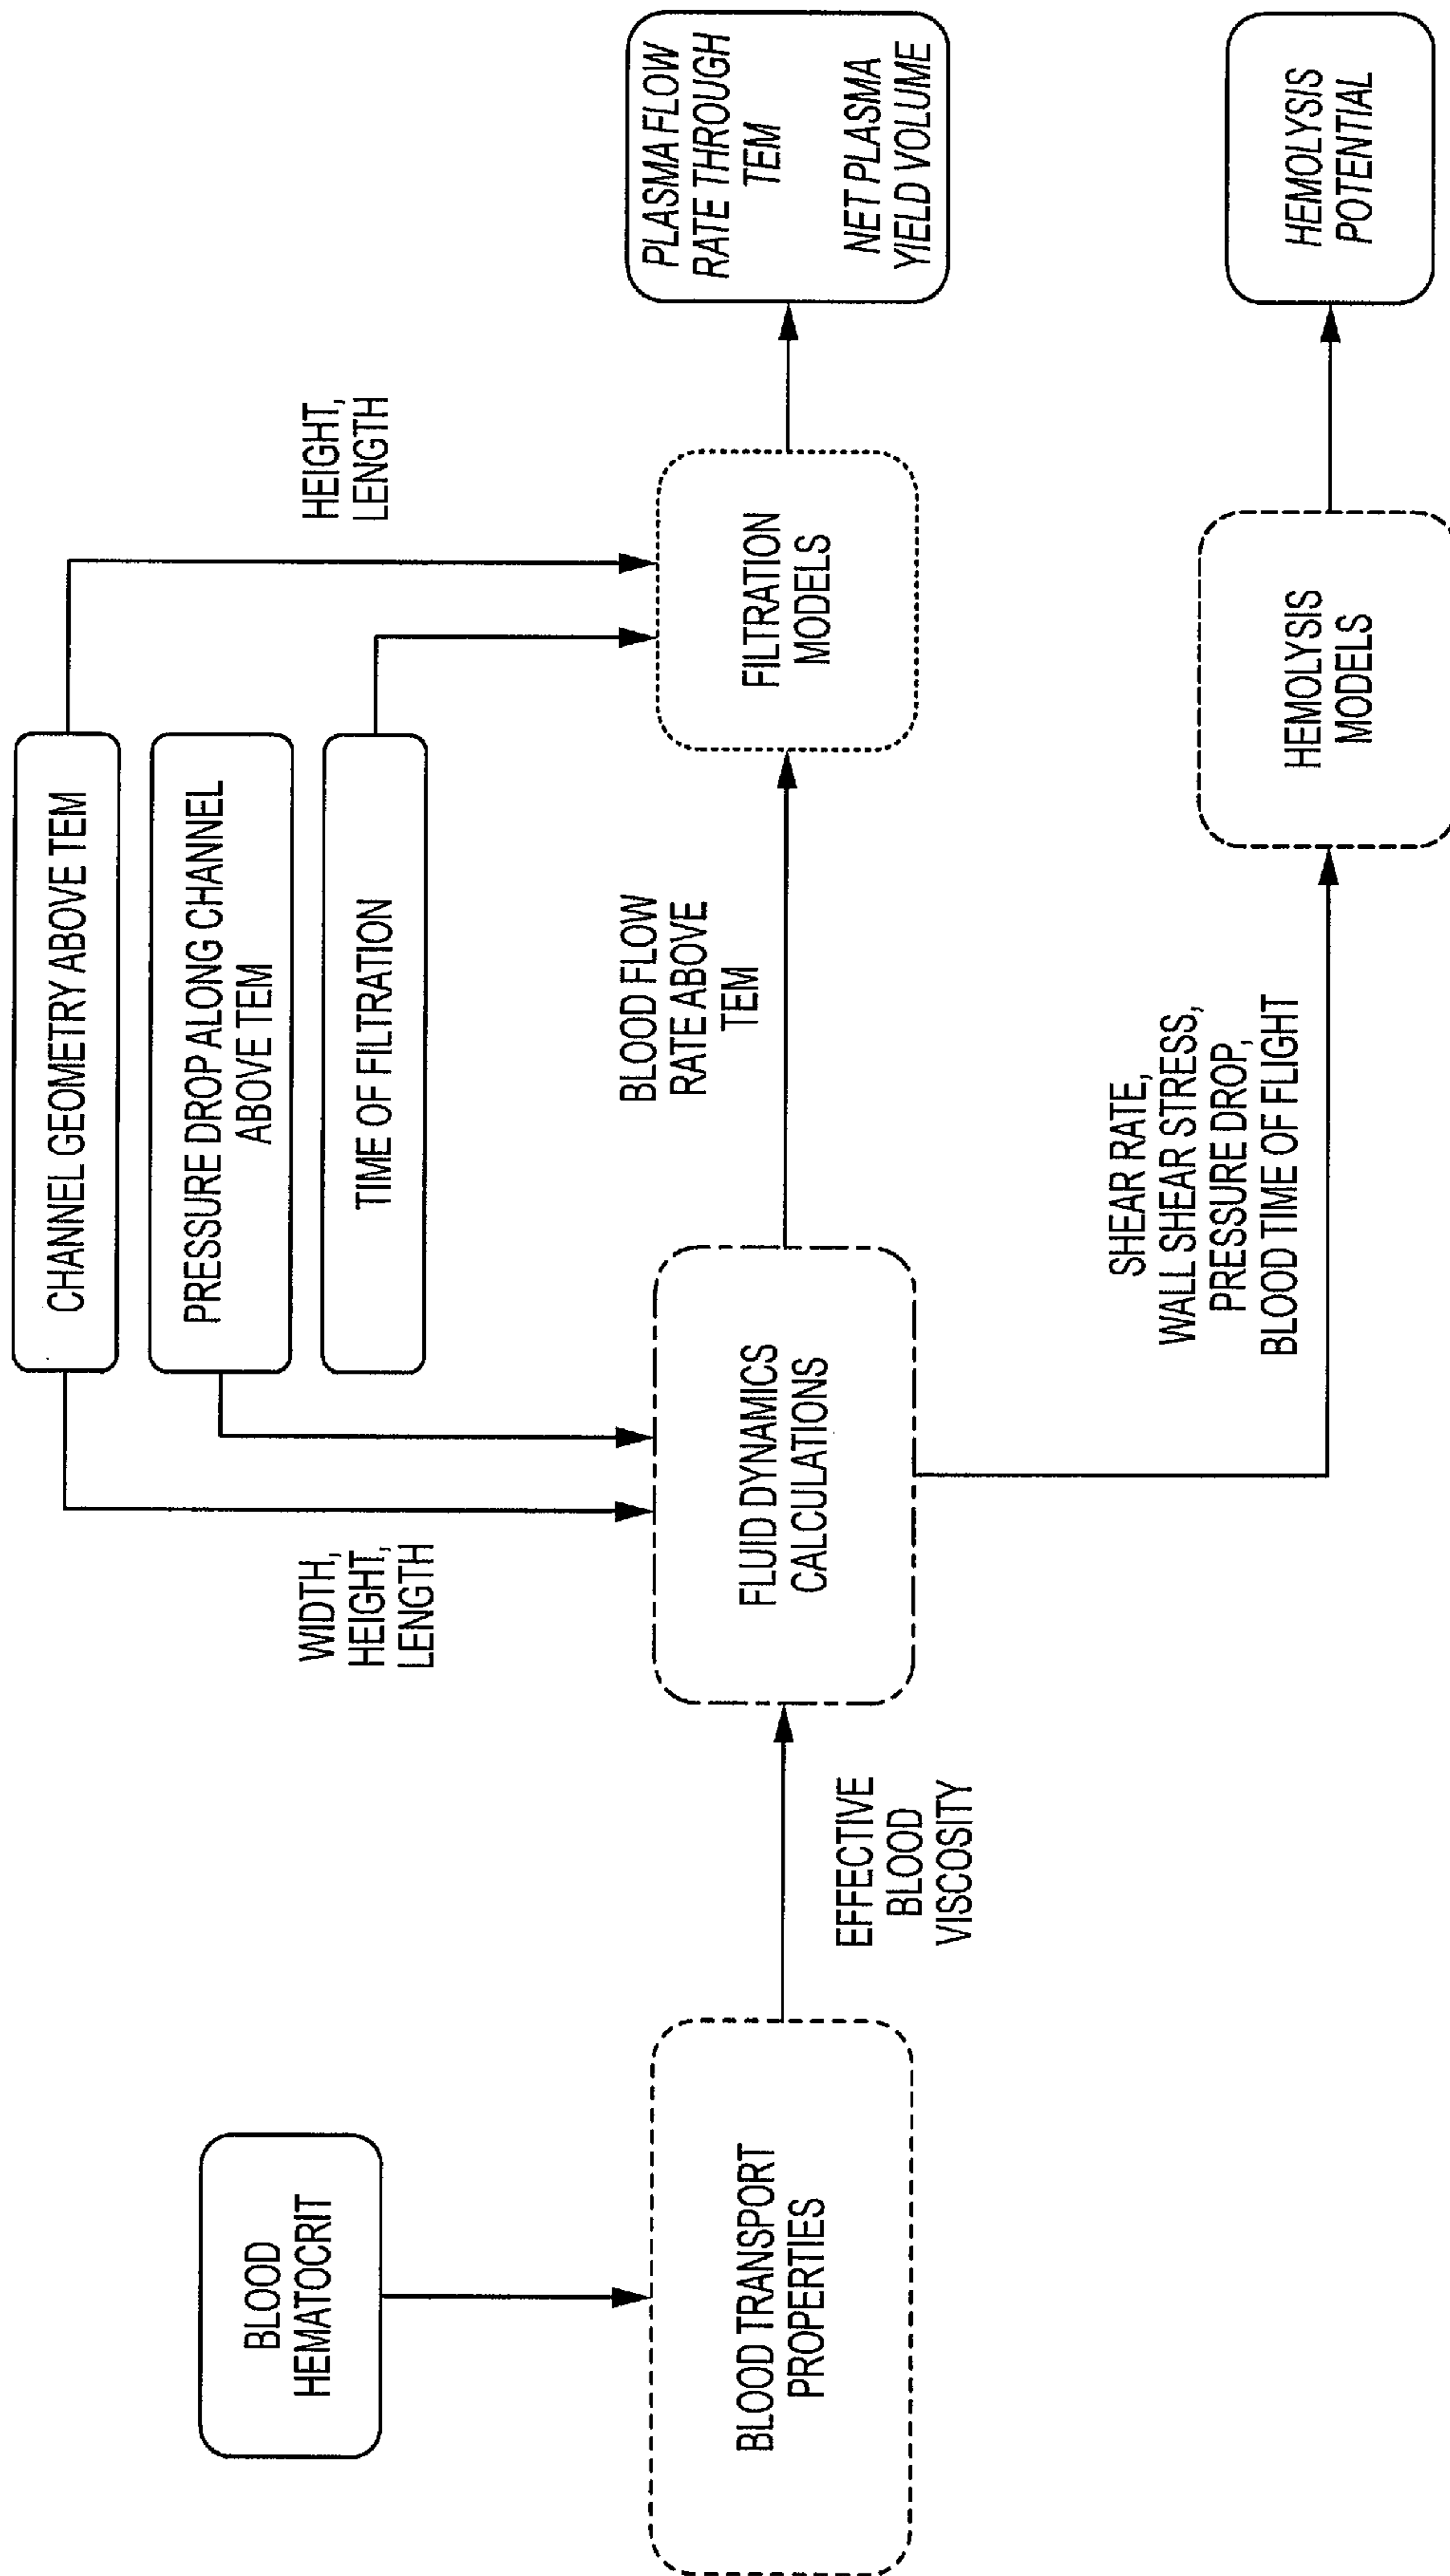 BLOOD
HEMATOCRIT
BLOOD TRANSPORT
PROPERTIES
EFFECTIVE
BLOOD
VISCOSITY
WIDTH,
HEIGHT,
LENGTH
CHANNEL GEOMETRY ABOVE TEM
PRESSURE DROP ALONG CHANNEL
ABOVE TEM
TIME OF FILTRATION
FLUID DYNAMICS
CALCULATIONS
BLOOD FLOW
RATE ABOVE
TEM
SHEAR RATE,
WALL SHEAR STRESS,
PRESSURE DROP,
BLOOD TIME OF FLIGHT
HEIGHT,
LENGTH
FILTRATION
MODELS
HEMOLYSIS
MODELS
PLASMA FLOW
RATE THROUGH
TEM
NET PLASMA
YIELD VOLUME
HEMOLYSIS
POTENTIAL